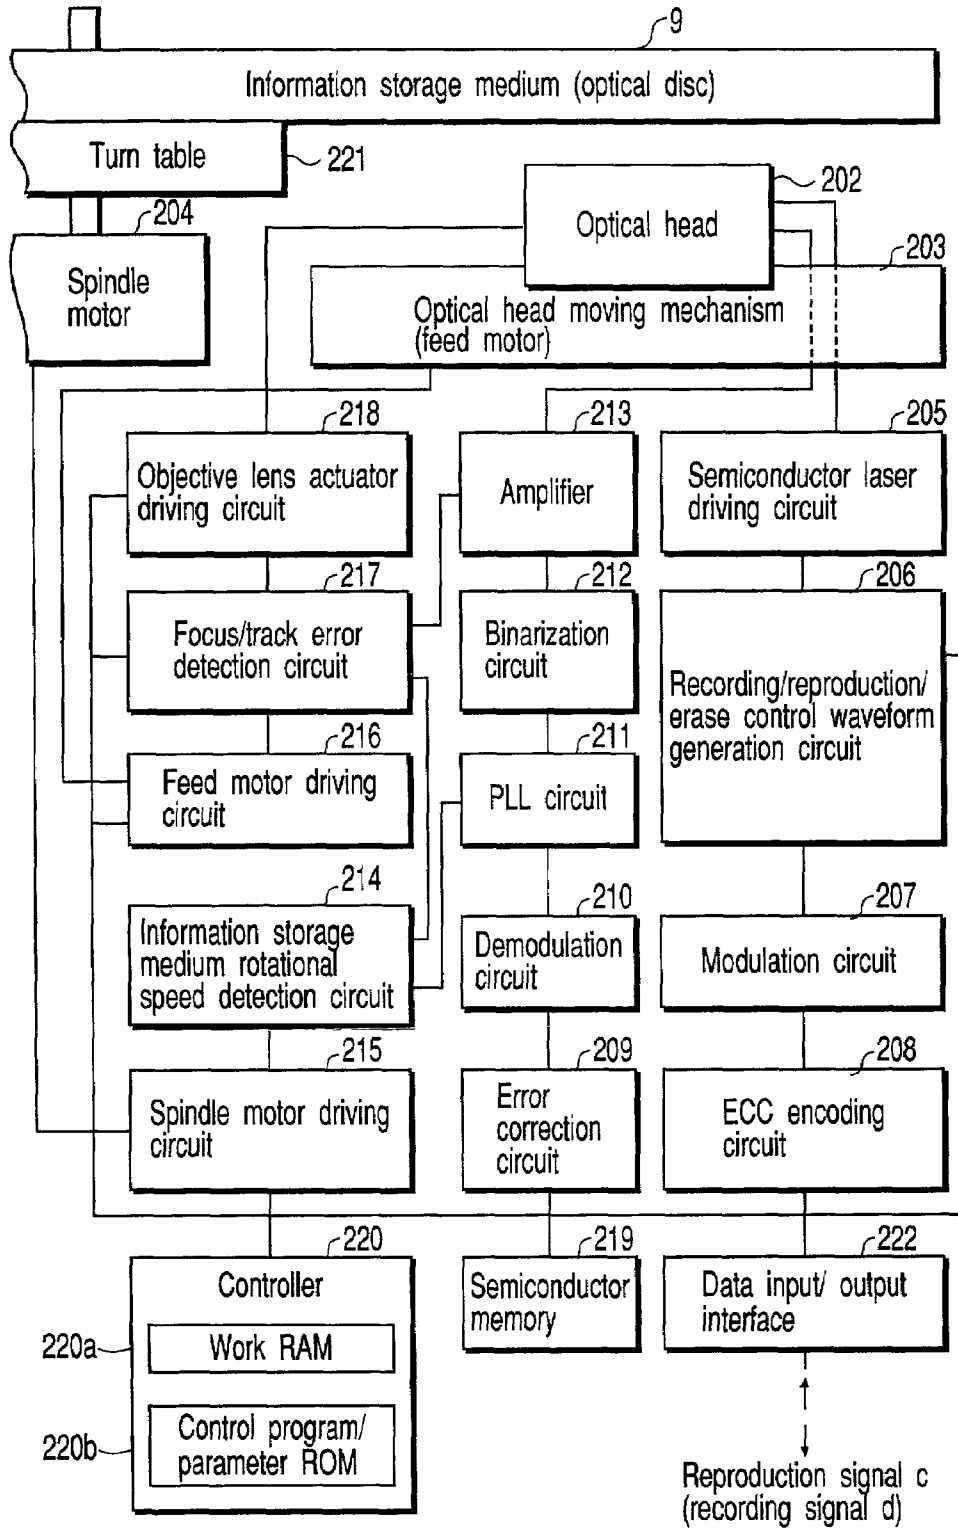 9
Information storage medium (optical disc)
Turn table
221
204
Spindle
motor
202
Optical head
203
Optical head moving mechanism
(feed motor)
218
Objective lens actuator
driving circuit
213
Amplifier
205
Semiconductor laser
driving circuit
217
Focus/track error
detection circuit
212
Binarization
circuit
206
Recording/reproduction/
erase control waveform
generation circuit
216
Feed motor driving
circuit
211
PLL circuit
214
Information storage
medium rotational
speed detection circuit
210
Demodulation
circuit
207
Modulation circuit
215
Spindle motor driving
circuit
209
Error
correction
circuit
208
ECC encoding
circuit
220
Controller
220a
Work RAM
220b
Control program/
parameter ROM
219
Semiconductor
memory
222
Data input/ output
interface
Reproduction signal c
(recording signal d)